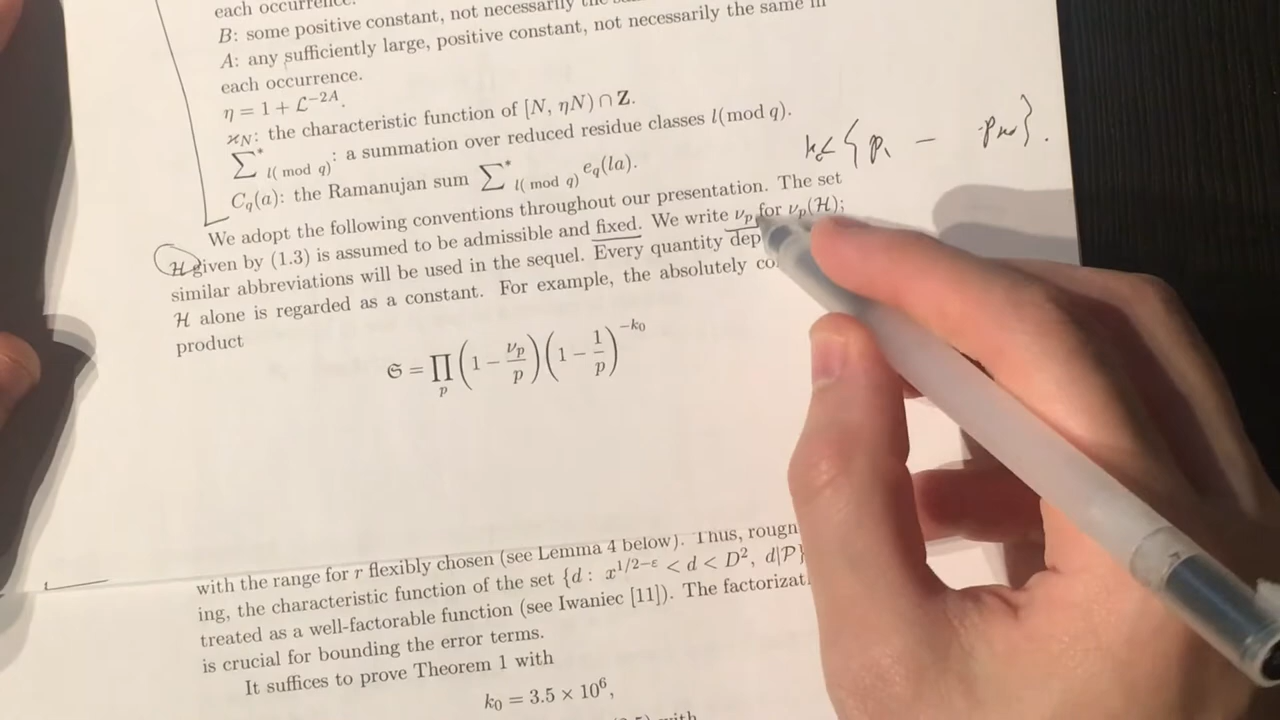 each occurrence.
B: some positive constant, not necessarily the
A: any sufficiently large, positive constant, not necessarily the same in
each occurrence.
η = 1 + ℒ^{-2A}.
ϰ_N: the characteristic function of [N, ηN) ∩ Z.
∑*_{l( mod q)}: a summation over reduced residue classes l(mod q).
C_q(a): the Ramanujan sum ∑*_{l( mod q)} e_q(la).
We adopt the following conventions throughout our presentation. The set
ℋ given by (1.3) is assumed to be admissible and fixed. We write ν_p for ν_p(ℋ);
similar abbreviations will be used in the sequel. Every quantity dep
ℋ alone is regarded as a constant. For example, the absolutely co
product
𝔖 = ∏_p (1 − ν_p/p)(1 − 1/p)^{−k_0}
with the range for r flexibly chosen (see Lemma 4 below). Thus, rough
ing, the characteristic function of the set {d : x^{1/2−ε} < d < D², d|𝒫}
treated as a well-factorable function (see Iwaniec [11]). The factorizat
is crucial for bounding the error terms.
It suffices to prove Theorem 1 with
k_0 = 3.5 × 10^6,
with